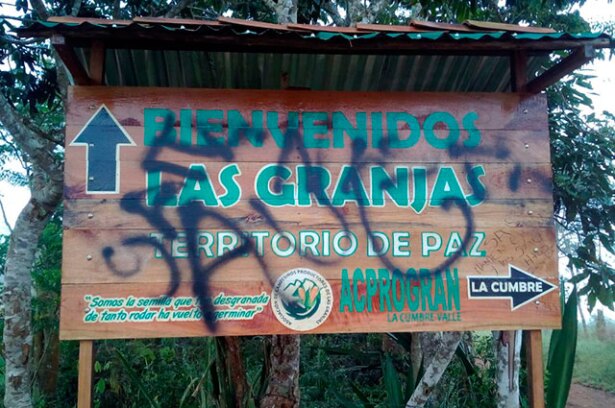 BIENVENIDOS
LAS GRANJAS
TERRITORIO DE PAZ
"Somos la semilla que fue desgranada
de tanto rodar ha vuelto a germinar"
ACPROGRAN
LA CUMBRE VALLE
LA CUMBRE